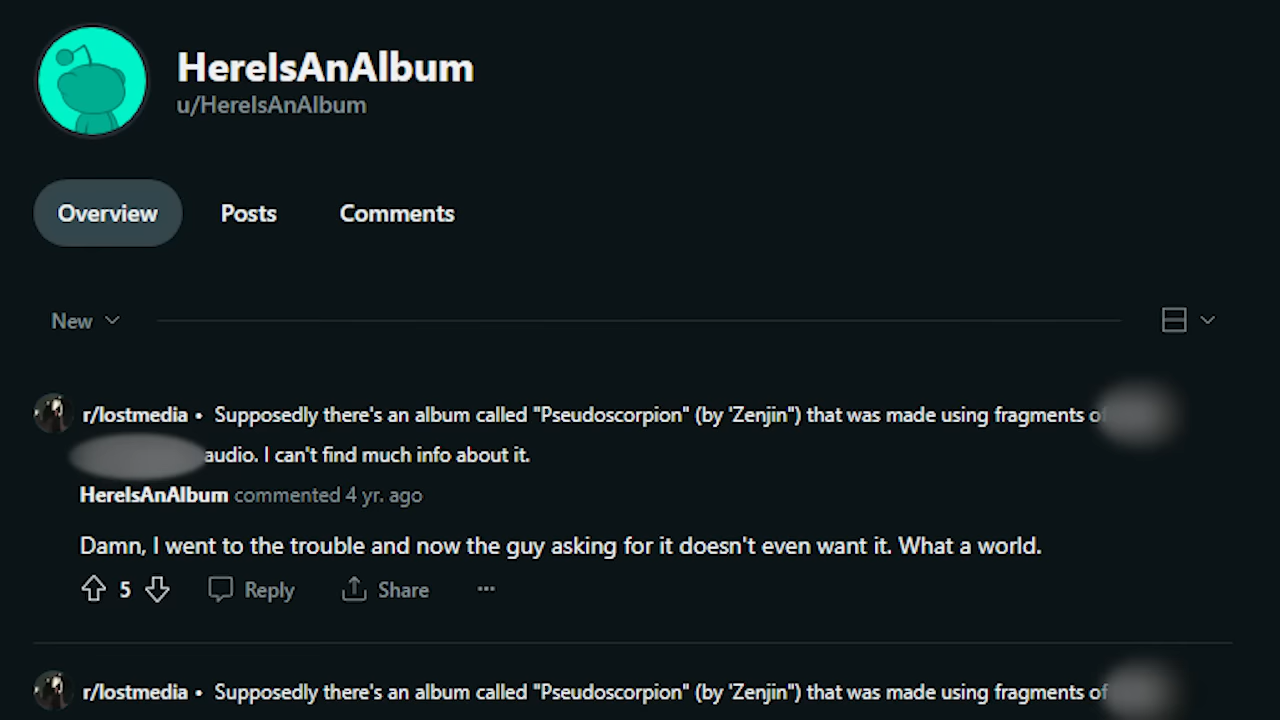 HereIsAnAlbum
u/HereIsAnAlbum
Overview Posts Comments
New
r/lostmedia • Supposedly there's an album called "Pseudoscorpion" (by 'Zenjin") that was made using fragments of
audio. I can't find much info about it.
HereIsAnAlbum commented 4 yr. ago
Damn, I went to the trouble and now the guy asking for it doesn't even want it. What a world.
5 Reply Share ...
r/lostmedia • Supposedly there's an album called "Pseudoscorpion" (by 'Zenjin") that was made using fragments of